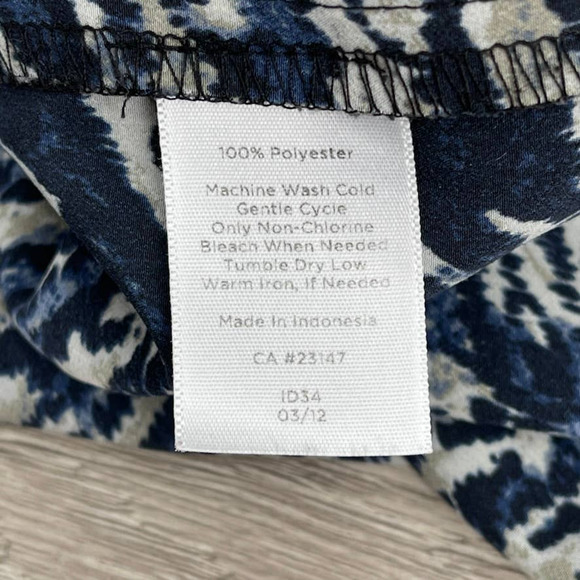 100% Polyester
Machine Wash Cold
Gentle Cycle
Only Non-Chlorine
Bleach When Needed
Tumble Dry Low
Warm Iron, If Needed
Made In Indonesia
CA #23147
ID34
03/12